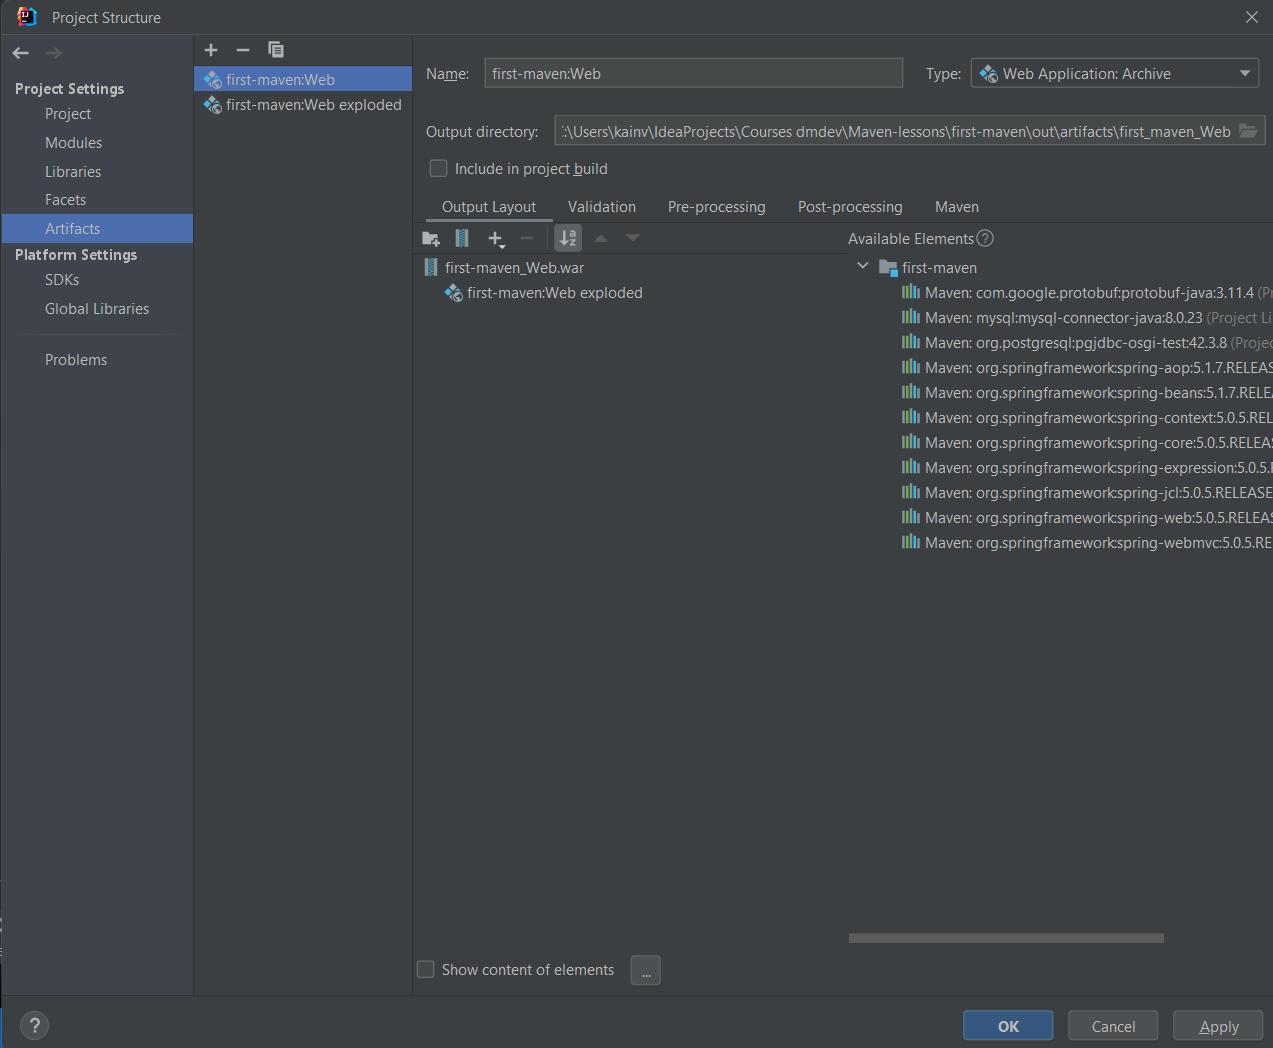 Project Structure
Project Settings
Project
Modules
Libraries
Facets
Artifacts
Platform Settings
SDKs
Global Libraries
Problems
first-maven:Web
first-maven:Web exploded
Name: first-maven:Web
Type: Web Application: Archive
Output directory: :\Users\kainv\IdeaProjects\Courses dmdev\Maven-lessons\first-maven\out\artifacts\first_maven_Web
Include in project build
Output Layout Validation Pre-processing Post-processing Maven
first-maven_Web.war
first-maven:Web exploded
Available Elements
first-maven
Maven: com.google.protobuf:protobuf-java:3.11.4 (Pr
Maven: mysql:mysql-connector-java:8.0.23 (Project Li
Maven: org.postgresql:pgjdbc-osgi-test:42.3.8 (Projec
Maven: org.springframework:spring-aop:5.1.7.RELEAS
Maven: org.springframework:spring-beans:5.1.7.RELEA
Maven: org.springframework:spring-context:5.0.5.REL
Maven: org.springframework:spring-core:5.0.5.RELEAS
Maven: org.springframework:spring-expression:5.0.5.
Maven: org.springframework:spring-jcl:5.0.5.RELEASE
Maven: org.springframework:spring-web:5.0.5.RELEAS
Maven: org.springframework:spring-webmvc:5.0.5.RE
Show content of elements ...
? OK Cancel Apply